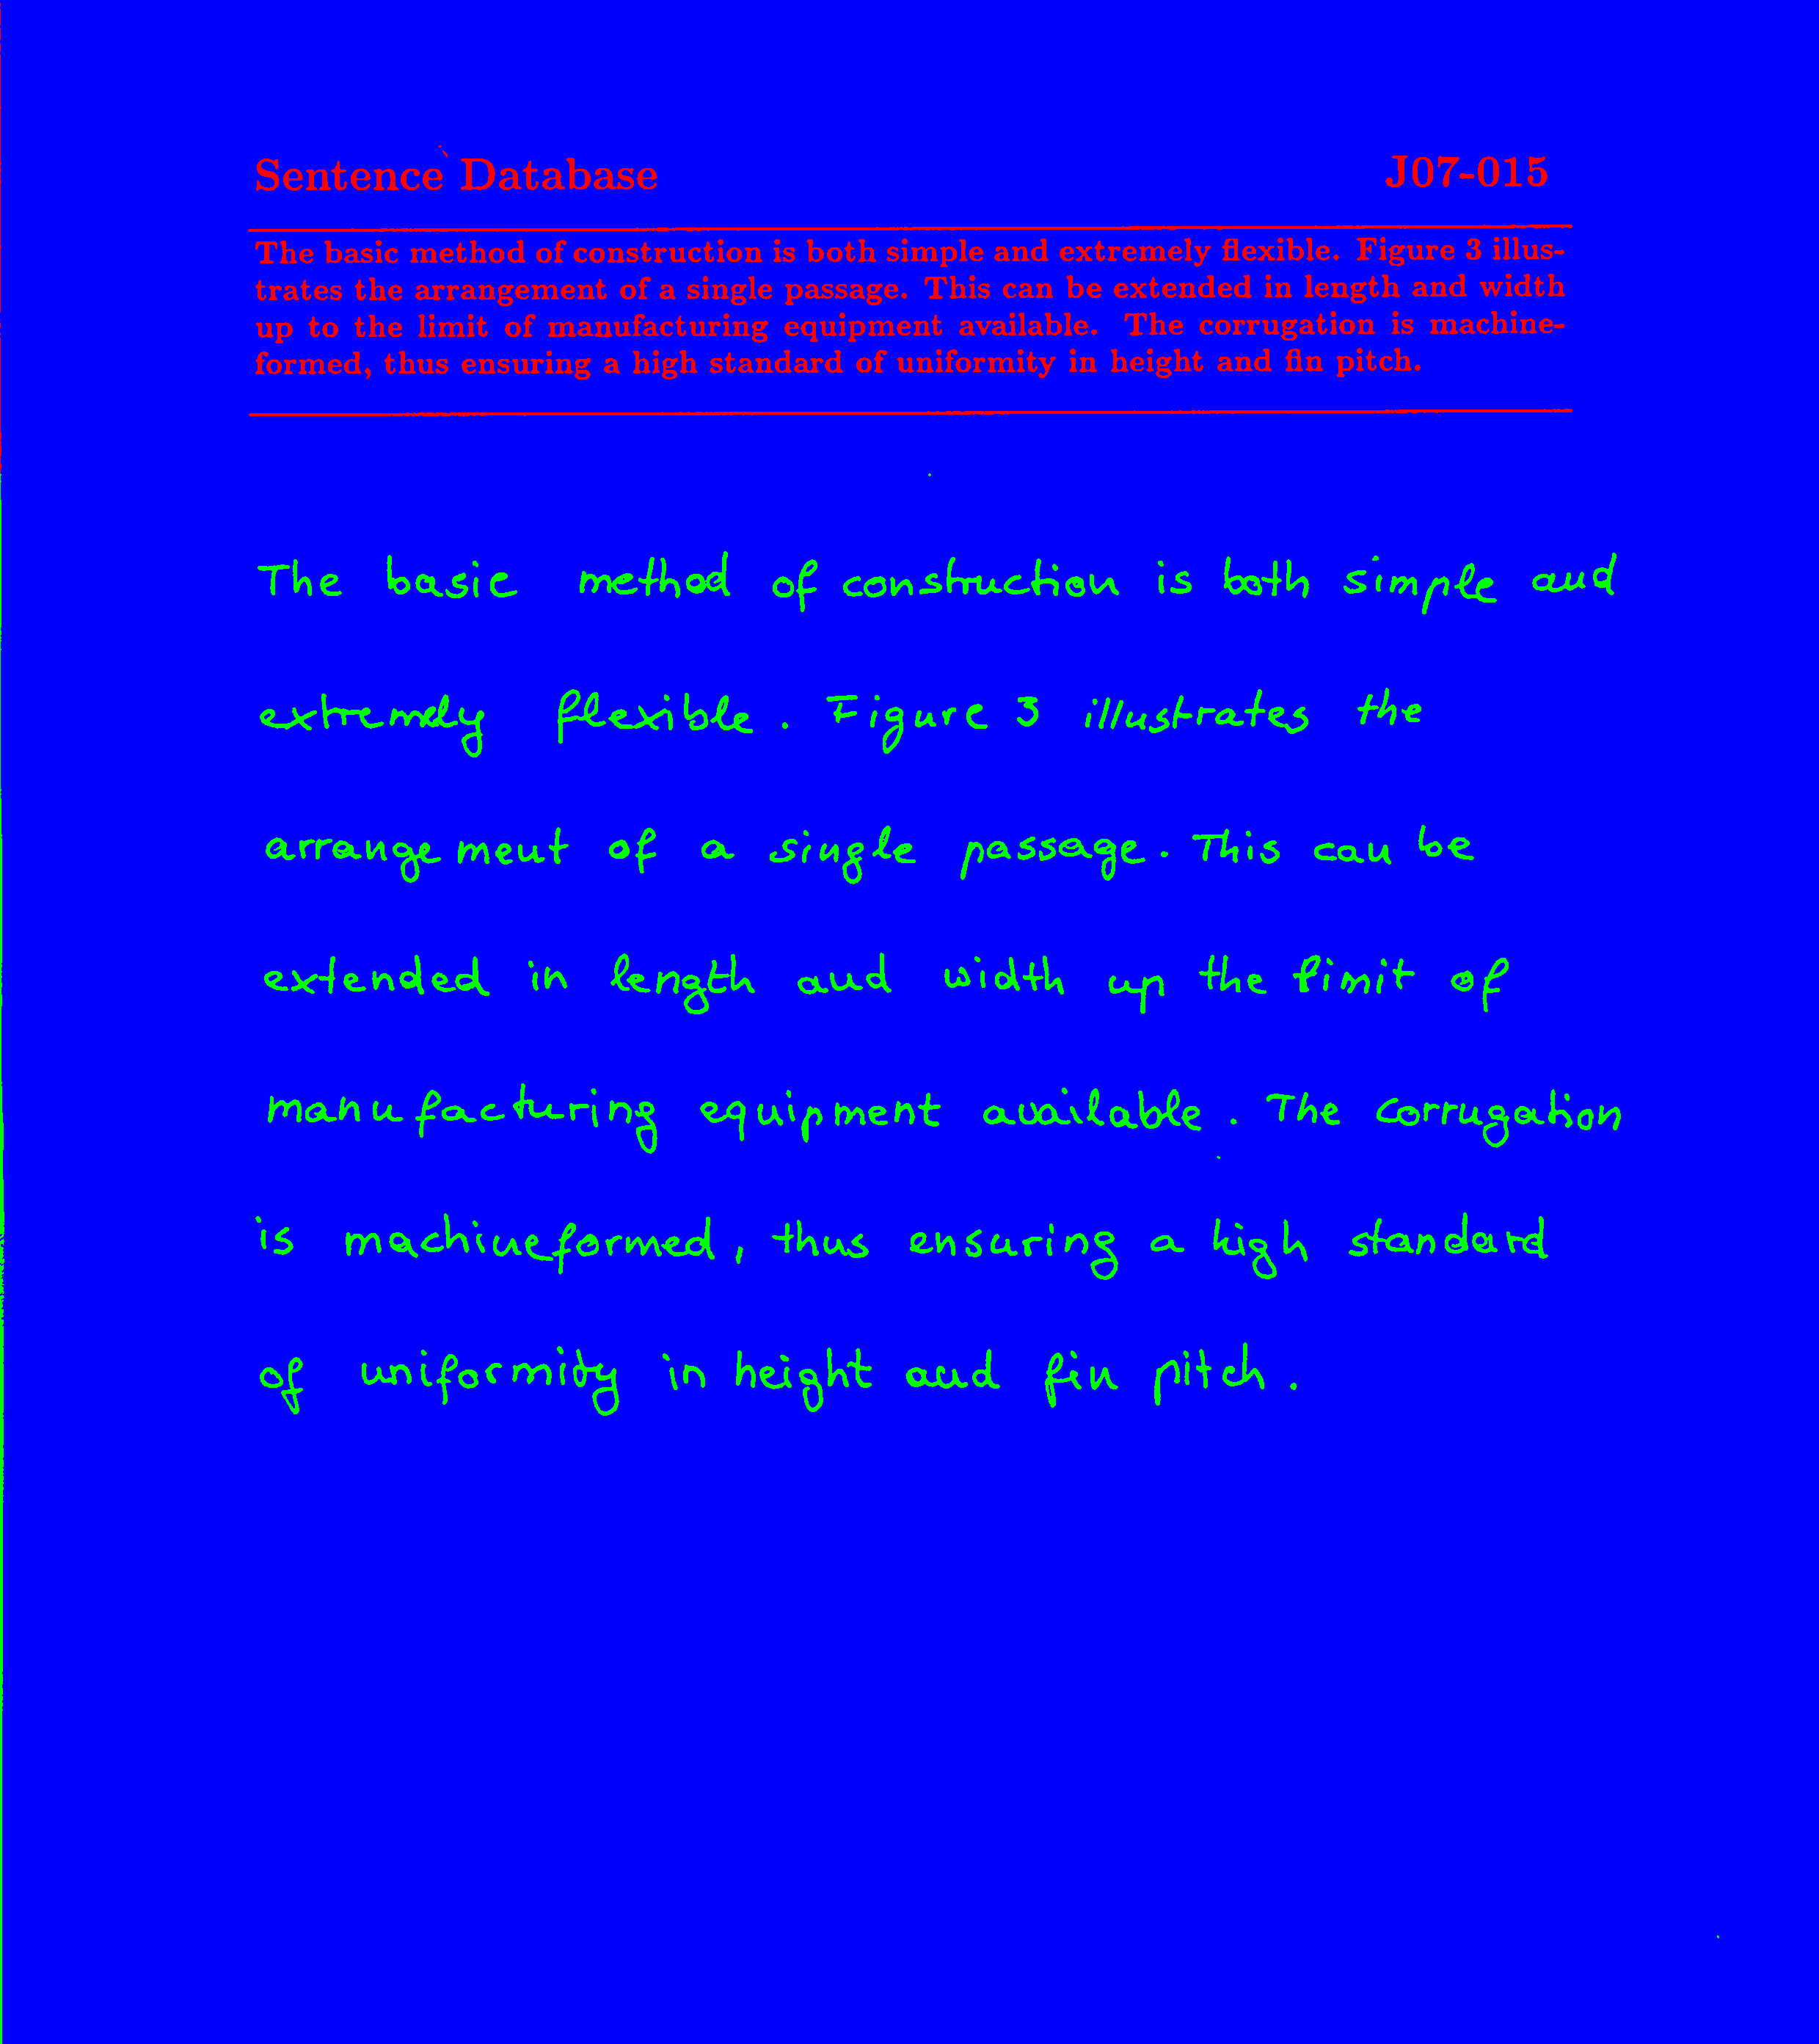 Sentence Database J07-015
The basic method of construction is both simple and extremely flexible. Figure 3 illus-
trates the arrangement of a single passage. This can be extended in length and width
up to the limit of manufacturing equipment available. The corrugation is machine-
formed, thus ensuring a high standard of uniformity in height and fin pitch.
The basic method of construction is both simple and
extremely flexible. Figure 3 illustrates the
arrangement of a single passage. This can be
extended in length and width up the limit of
manufacturing equipment available. The corrugation
is machineformed, thus ensuring a high standard
of uniformity in height and fin pitch.